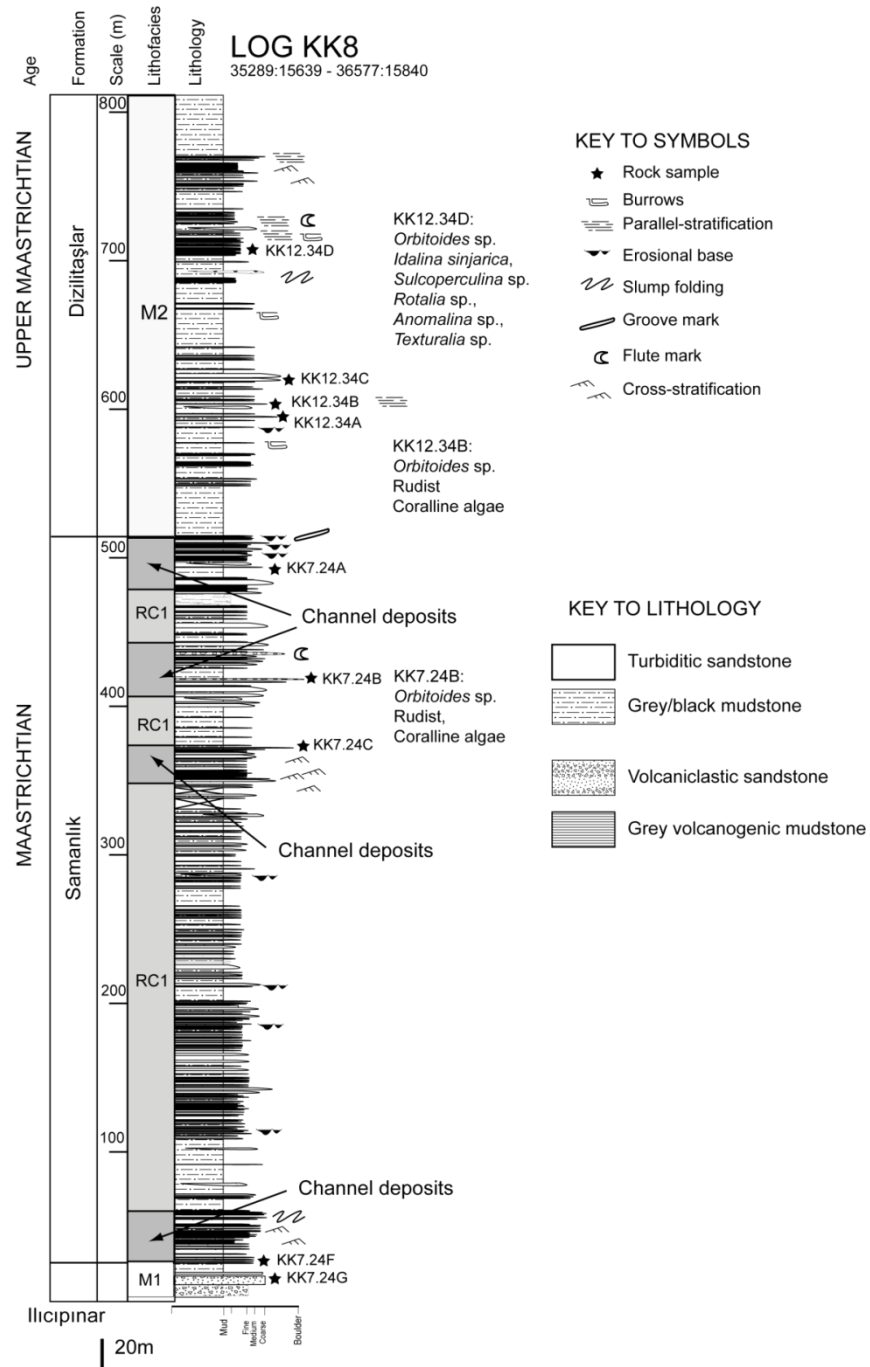 LOG KK8
35289:15639 - 36577:15840
Age
Formation
Scale (m)
Lithofacies
Lithology
UPPER MAASTRICHTIAN
MAASTRICHTIAN
Dizilitaşlar
Samanlık
Ilıcıpınar
800
700
600
500
400
300
200
100
M2
RC1
RC1
RC1
M1
KK12.34D
KK12.34C
KK12.34B
KK12.34A
KK7.24A
KK7.24B
KK7.24C
KK7.24F
KK7.24G
KK12.34D:
Orbitoides sp.
Idalina sinjarica,
Sulcoperculina sp.
Rotalia sp.,
Anomalina sp.,
Texturalia sp.
KK12.34B:
Orbitoides sp.
Rudist
Coralline algae
Channel deposits
KK7.24B:
Orbitoides sp.
Rudist,
Coralline algae
Channel deposits
Channel deposits
Mud
Fine
Medium
Coarse
Boulder
20m
KEY TO SYMBOLS
Rock sample
Burrows
Parallel-stratification
Erosional base
Slump folding
Groove mark
Flute mark
Cross-stratification
KEY TO LITHOLOGY
Turbiditic sandstone
Grey/black mudstone
Volcaniclastic sandstone
Grey volcanogenic mudstone